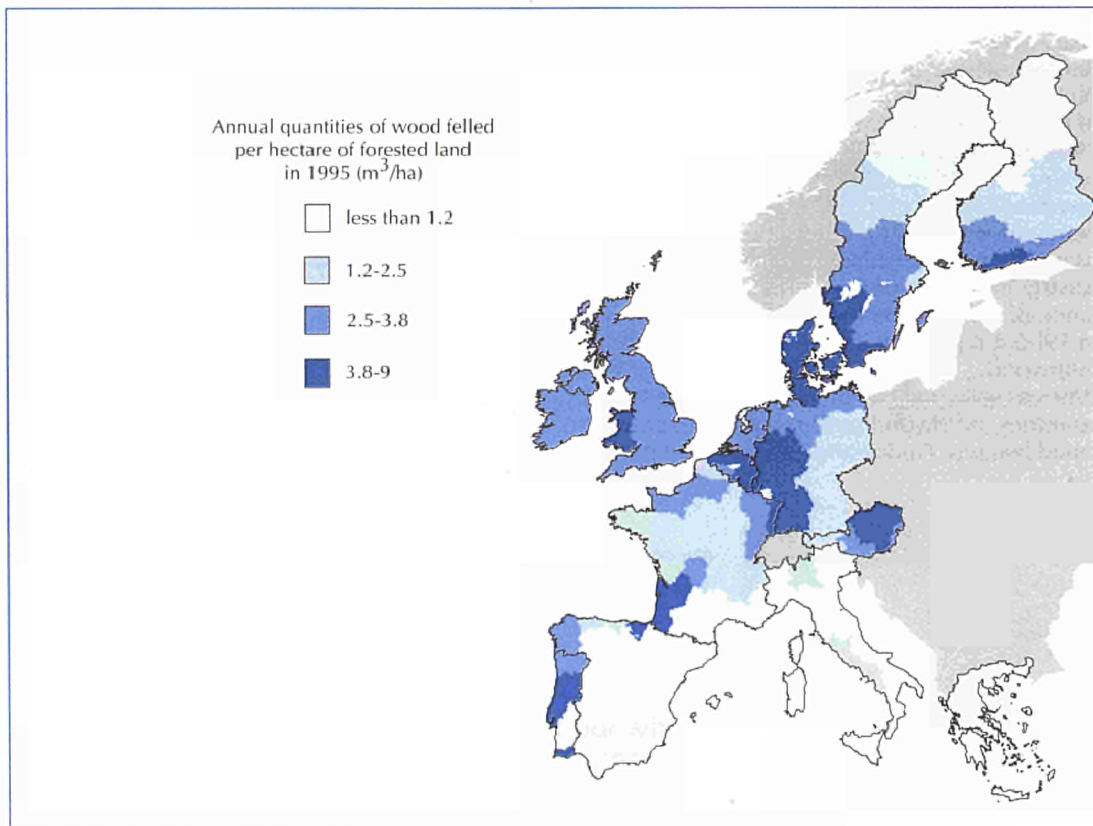 Annual quantities of wood felled
per hectare of forested land
in 1995 (m³/ha)
less than 1.2
1.2-2.5
2.5-3.8
3.8-9